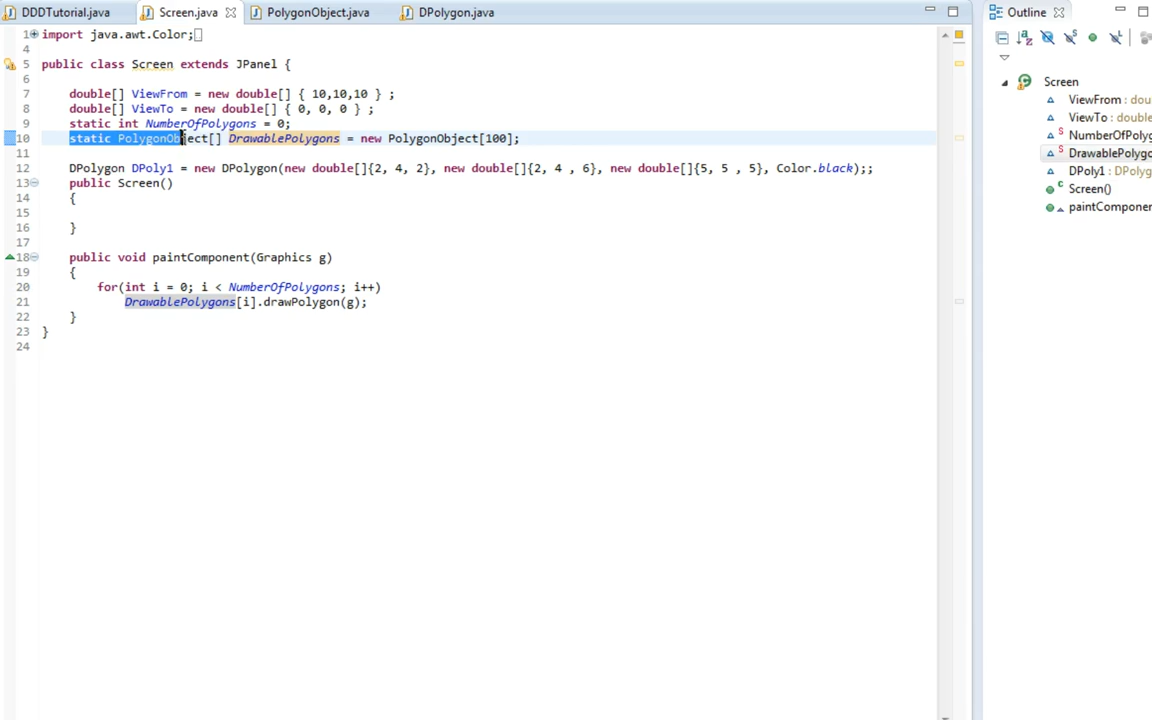 DDDTutorial.java Screen.java PolygonObject.java DPolygon.java Outline
1 import java.awt.Color;
4
5 public class Screen extends JPanel {
6
7 double[] ViewFrom = new double[] { 10,10,10 } ;
8 double[] ViewTo = new double[] { 0, 0, 0 } ;
9 static int NumberOfPolygons = 0;
10 static PolygonObject[] DrawablePolygons = new PolygonObject[100];
11
12 DPolygon DPoly1 = new DPolygon(new double[]{2, 4, 2}, new double[]{2, 4 , 6}, new double[]{5, 5 , 5}, Color.black);;
13 public Screen()
14 {
15
16 }
17
18 public void paintComponent(Graphics g)
19 {
20 for(int i = 0; i < NumberOfPolygons; i++)
21 DrawablePolygons[i].drawPolygon(g);
22 }
23 }
24
Screen
ViewFrom : dou
ViewTo : double
NumberOfPolyg
DrawablePolygo
DPoly1 : DPolyg
Screen()
paintComponen